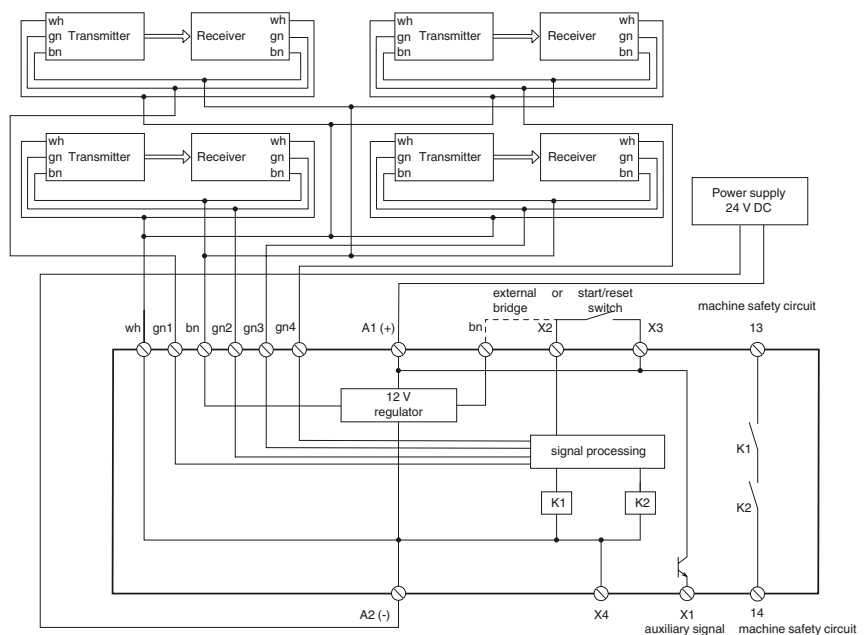 wh
gn
bn
Transmitter
Receiver
wh
gn
bn
wh
gn
bn
Transmitter
Receiver
wh
gn
bn
wh
gn
bn
Transmitter
Receiver
wh
gn
bn
wh
gn
bn
Transmitter
Receiver
wh
gn
bn
Power supply
24 V DC
external or start/reset
bridge switch
machine safety circuit
wh gn1 bn gn2 gn3 gn4 A1 (+) bn X2 X3 13
12 V
regulator
signal processing
K1
K1 K2
K2
A2 (-) X4 X1 14
auxiliary signal machine safety circuit